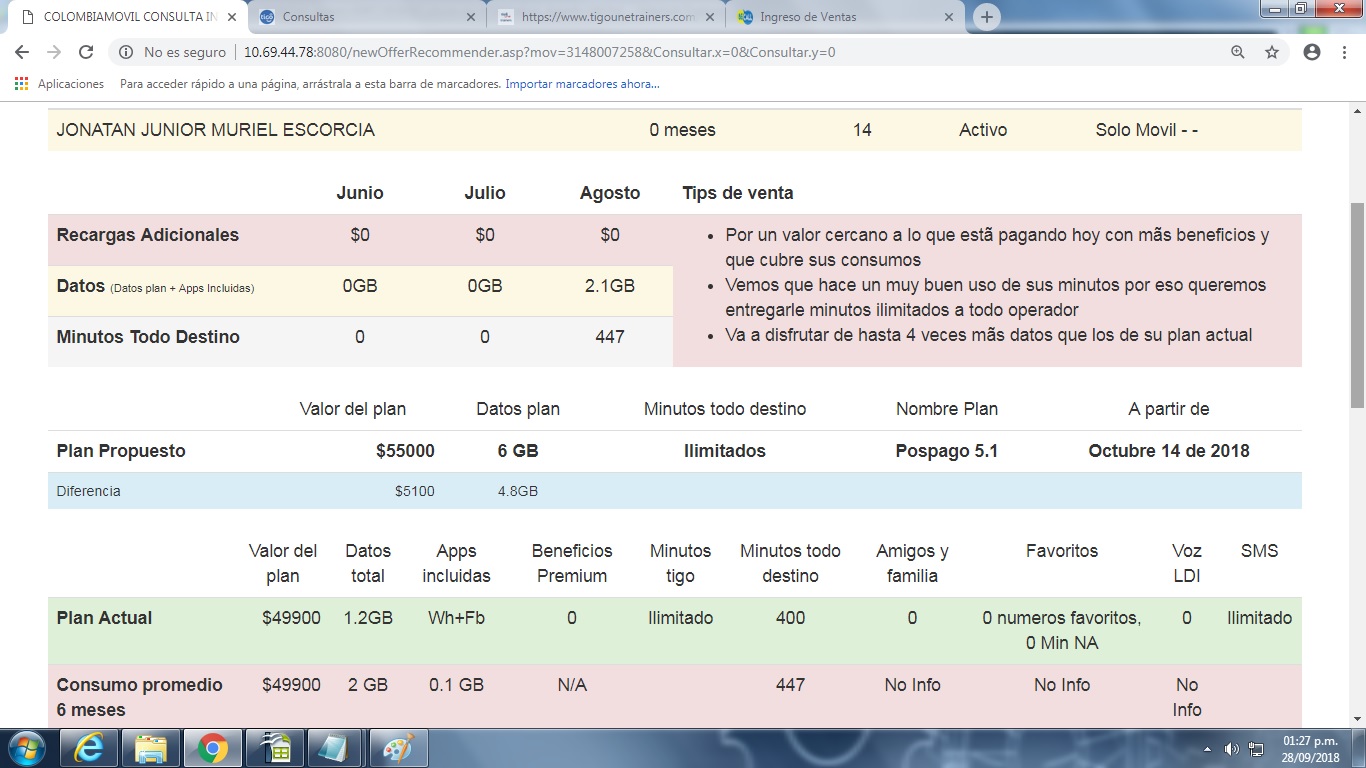 COLOMBIAMOVIL CONSULTA IN
Consultas
https://www.tigounetrainers.com
Ingreso de Ventas
No es seguro | 10.69.44.78:8080/newOfferRecommender.asp?mov=3148007258&Consultar.x=0&Consultar.y=0
Aplicaciones Para acceder rápido a una página, arrástrala a esta barra de marcadores. Importar marcadores ahora...
JONATAN JUNIOR MURIEL ESCORCIA 0 meses 14 Activo Solo Movil - -
Junio Julio Agosto Tips de venta
Recargas Adicionales $0 $0 $0
Datos (Datos plan + Apps Incluidas) 0GB 0GB 2.1GB
Minutos Todo Destino 0 0 447
• Por un valor cercano a lo que estã pagando hoy con mãs beneficios y
que cubre sus consumos
• Vemos que hace un muy buen uso de sus minutos por eso queremos
entregarle minutos ilimitados a todo operador
• Va a disfrutar de hasta 4 veces mãs datos que los de su plan actual
Valor del plan Datos plan Minutos todo destino Nombre Plan A partir de
Plan Propuesto $55000 6 GB Ilimitados Pospago 5.1 Octubre 14 de 2018
Diferencia $5100 4.8GB
Valor del Datos Apps Beneficios Minutos Minutos todo Amigos y Favoritos Voz SMS
plan total incluidas Premium tigo destino familia LDI
Plan Actual $49900 1.2GB Wh+Fb 0 Ilimitado 400 0 0 numeros favoritos, 0 Ilimitado
0 Min NA
Consumo promedio $49900 2 GB 0.1 GB N/A 447 No Info No Info No
6 meses Info
01:27 p.m.
28/09/2018